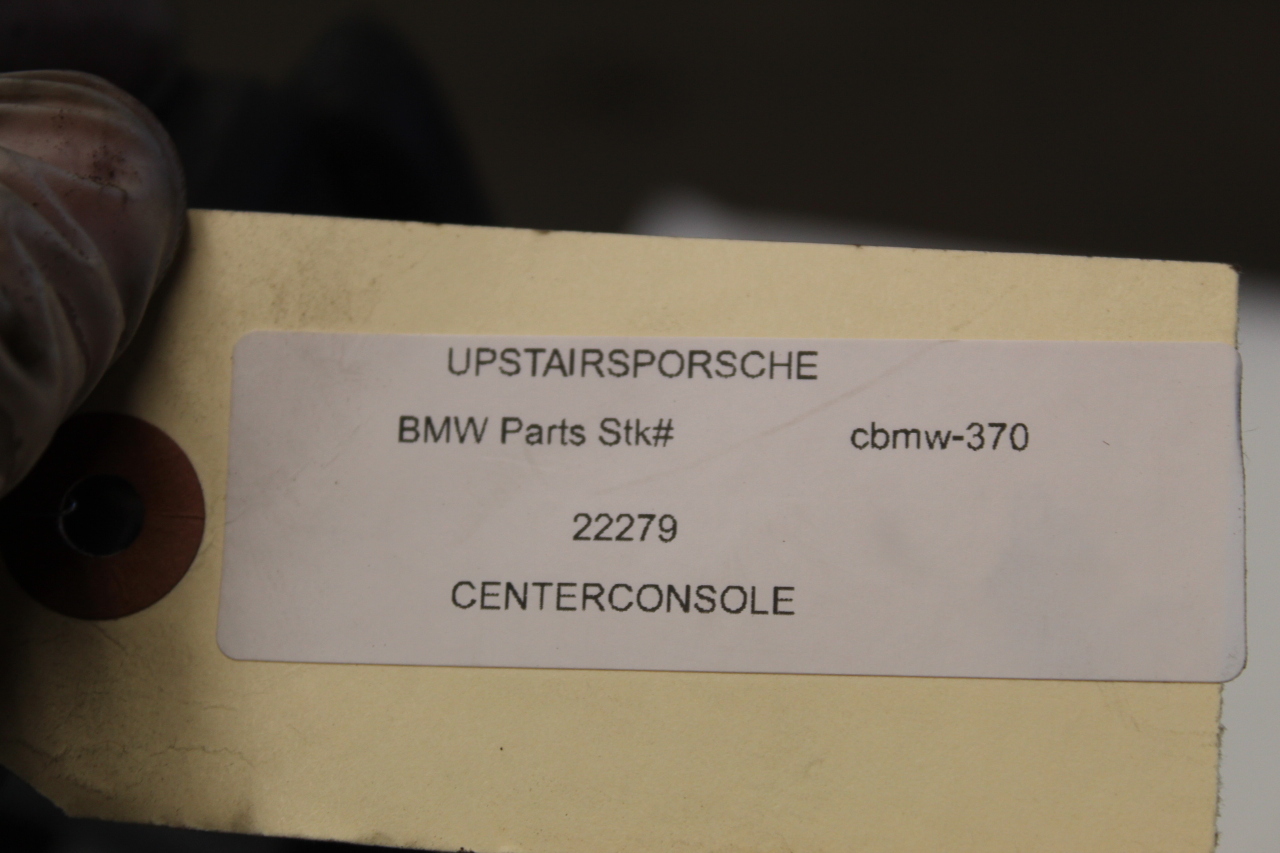 UPSTAIRSPORSCHE
BMW Parts Stk# cbmw-370
22279
CENTERCONSOLE